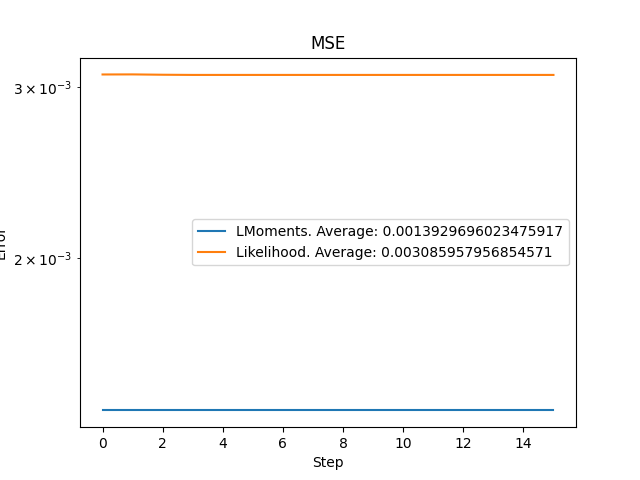 MSE
3 × 10⁻³
2 × 10⁻³
Error
LMoments. Average: 0.0013929696023475917
Likelihood. Average: 0.003085957956854571
0 2 4 6 8 10 12 14
Step